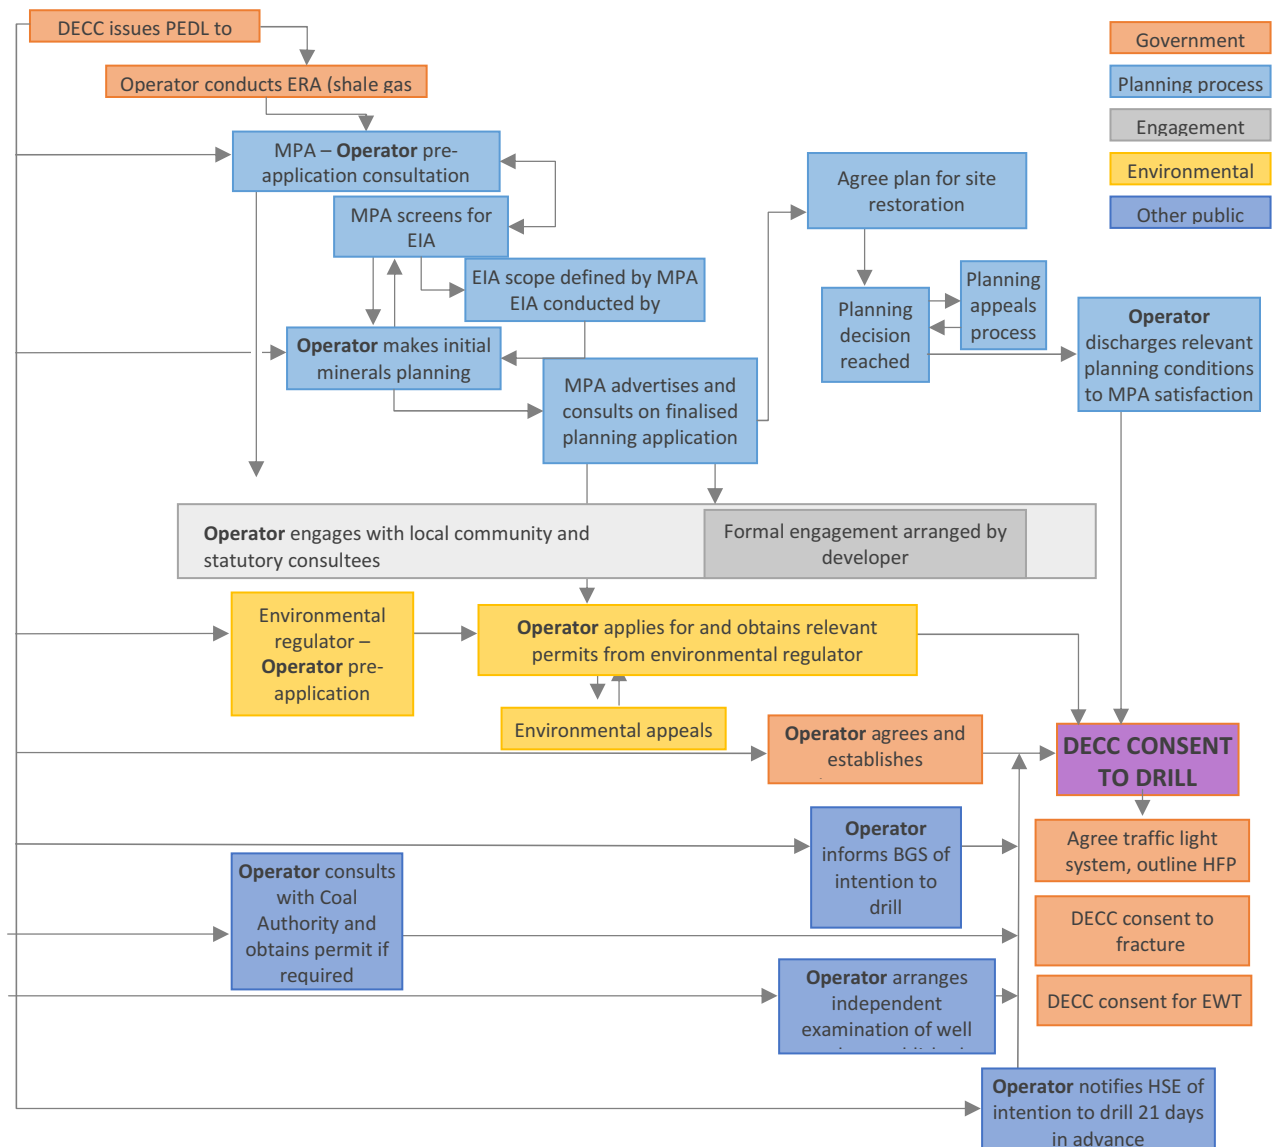 DECC issues PEDL to
Operator conducts ERA (shale gas
MPA – Operator pre-
application consultation
MPA screens for
EIA
EIA scope defined by MPA
EIA conducted by
Operator makes initial
minerals planning
MPA advertises and
consults on finalised
planning application
Agree plan for site
restoration
Planning
decision
reached
Planning
appeals
process
Operator
discharges relevant
planning conditions
to MPA satisfaction
Government
Planning process
Engagement
Environmental
Other public
Operator engages with local community and
statutory consultees
Formal engagement arranged by
developer
Environmental
regulator –
Operator pre-
application
Operator applies for and obtains relevant
permits from environmental regulator
Environmental appeals
Operator agrees and
establishes
DECC CONSENT
TO DRILL
Operator
informs BGS of
intention to
drill
Agree traffic light
system, outline HFP
Operator consults
with Coal
Authority and
obtains permit if
required
DECC consent to
fracture
Operator arranges
independent
examination of well
DECC consent for EWT
Operator notifies HSE of
intention to drill 21 days
in advance